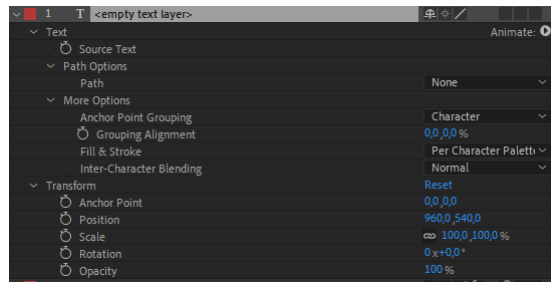 1 T <empty text layer>
Text Animate:
Source Text
Path Options
Path None
More Options
Anchor Point Grouping Character
Grouping Alignment 0,0,0,0 %
Fill & Stroke Per Character Palett
Inter-Character Blending Normal
Transform Reset
Anchor Point 0,0,0,0
Position 960,0,540,0
Scale 100,0,100,0 %
Rotation 0x+0,0°
Opacity 100 %